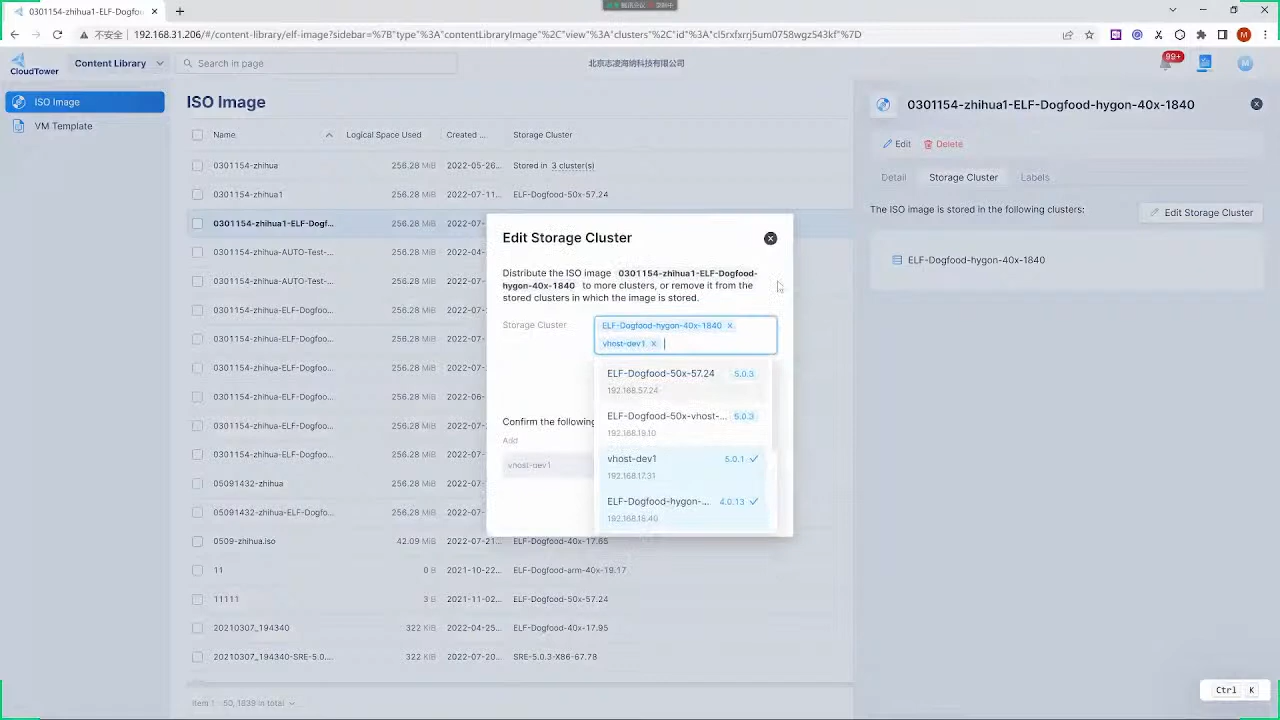 0301154-zhihua1-ELF-Dogfo
不安全
192.168.31.206/#/content-library/elf-image?sidebar=%7B"type"%3A"contentLibraryImage"%2C"view"%3A"clusters"%2C"id"%3A"cl5rxfxrrj5um0758wgz543kf"%7D
M
CloudTower
Content Library
Search in page
北京志凌海纳科技有限公司
99+
M
ISO Image
VM Template
ISO Image
Name
Logical Space Used
Created ...
Storage Cluster
0301154-zhihua 256.28 MiB 2022-05-26... Stored in 3 cluster(s)
0301154-zhihua1 256.28 MiB 2022-07-11... ELF-Dogfood-50x-57.24
0301154-zhihua1-ELF-Dogf... 256.28 MiB 2022-07-
0301154-zhihua-AUTO-Test-... 256.28 MiB 2022-04-
0301154-zhihua-AUTO-Test-... 256.28 MiB 2022-07-
0301154-zhihua-ELF-Dogfoo... 256.28 MiB 2022-07-
0301154-zhihua-ELF-Dogfoo... 256.28 MiB 2022-07-
0301154-zhihua-ELF-Dogfoo... 256.28 MiB 2022-06-
0301154-zhihua-ELF-Dogfoo... 256.28 MiB 2022-07-
0301154-zhihua-ELF-Dogfoo... 256.28 MiB 2022-04-
05091432-zhihua 256.28 MiB 2022-07-
05091432-zhihua-ELF-Dogfo... 256.28 MiB 2022-07-
0509-zhihua.iso 42.09 MiB 2022-07-21... ELF-Dogfood-40x-17.65
11 0 B 2021-10-22... ELF-Dogfood-arm-40x-19.17
11111 3 B 2021-11-02... ELF-Dogfood-50x-57.24
20210307_194340 322 KiB 2022-04-25... ELF-Dogfood-40x-17.95
20210307_194340-SRE-5.0.... 322 KiB 2022-07-20... SRE-5.0.3-X86-67.78
Item 1 - 50, 1839 in total
Edit Storage Cluster
Distribute the ISO image 0301154-zhihua1-ELF-Dogfood-
hygon-40x-1840 to more clusters, or remove it from the
stored clusters in which the image is stored.
Storage Cluster
ELF-Dogfood-hygon-40x-1840
vhost-dev1
ELF-Dogfood-50x-57.24 5.0.3
192.168.57.24
ELF-Dogfood-50x-vhost-... 5.0.3
192.168.19.10
vhost-dev1 5.0.1
192.168.17.31
ELF-Dogfood-hygon-... 4.0.13
192.168.18.40
Confirm the following
Add
vhost-dev1
0301154-zhihua1-ELF-Dogfood-hygon-40x-1840
Edit
Delete
Detail
Storage Cluster
Labels
The ISO image is stored in the following clusters:
Edit Storage Cluster
ELF-Dogfood-hygon-40x-1840
Ctrl K